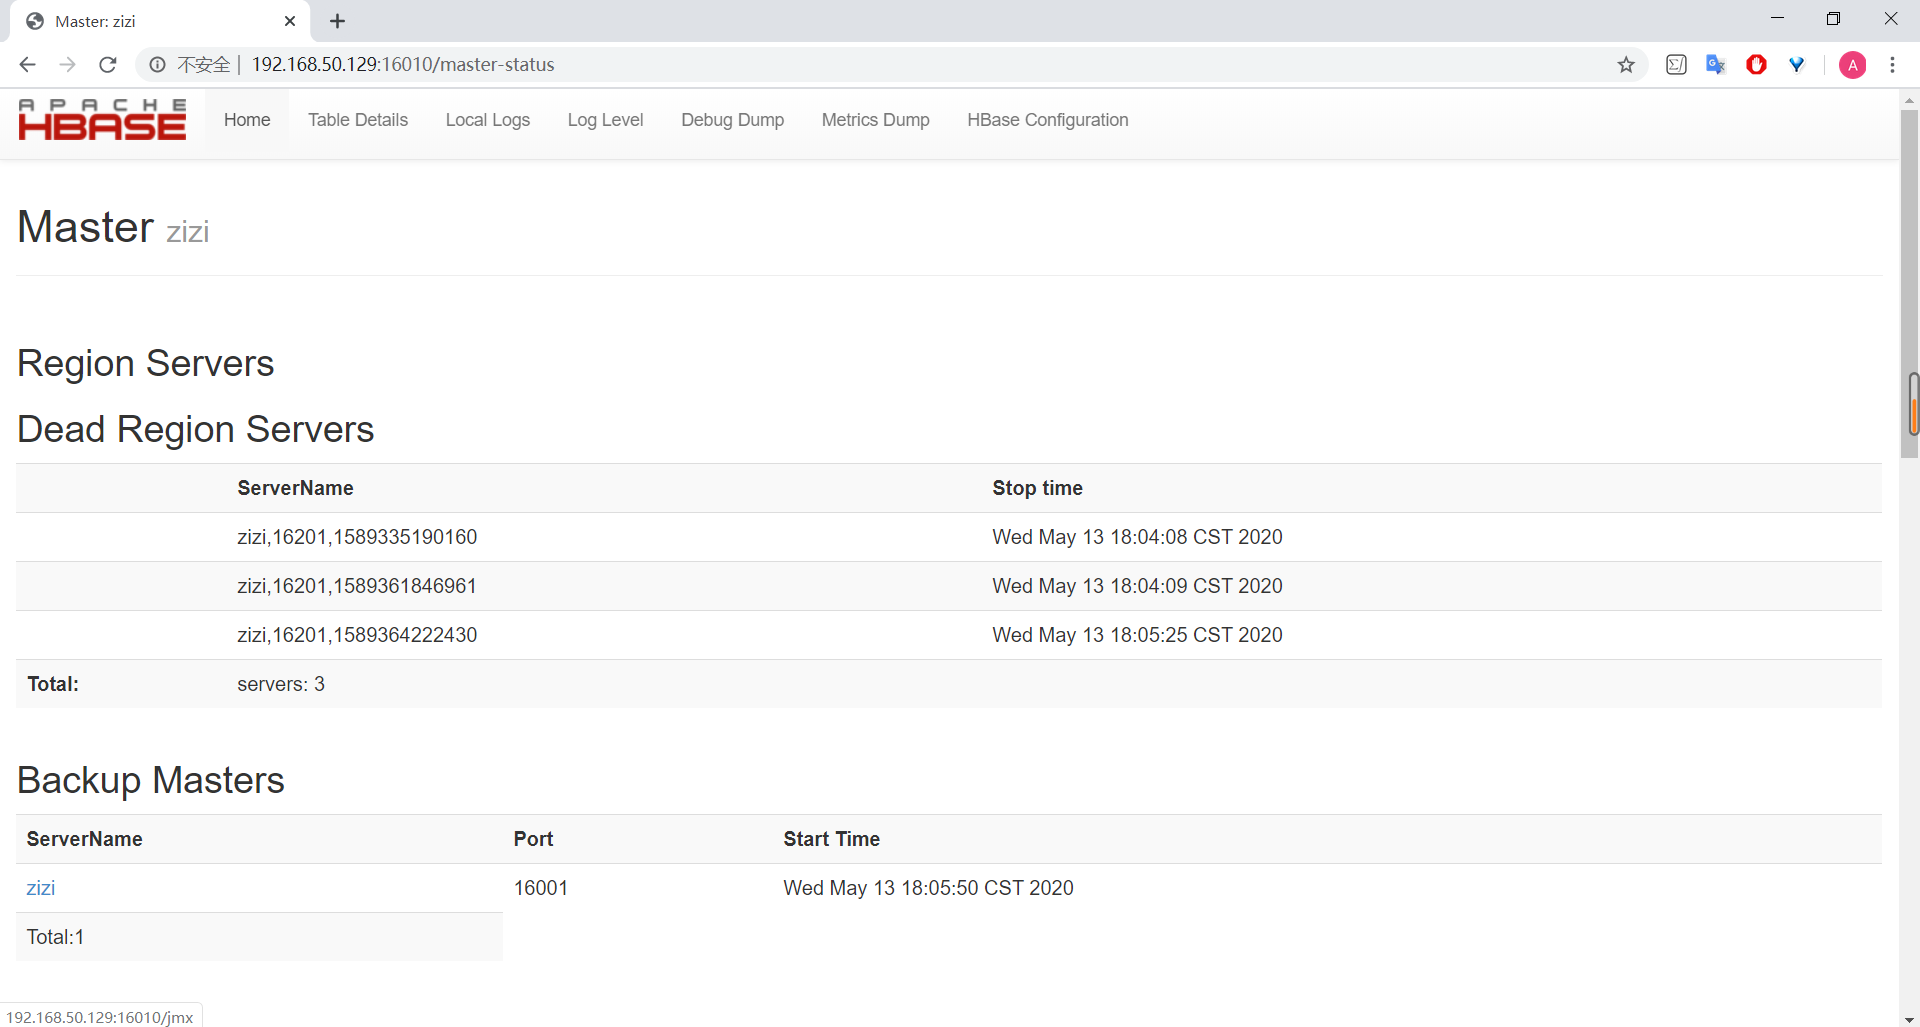 Master: zizi
不安全 | 192.168.50.129:16010/master-status
A
APACHE
HBASE
Home Table Details Local Logs Log Level Debug Dump Metrics Dump HBase Configuration
Master zizi
Region Servers
Dead Region Servers
ServerName Stop time
zizi,16201,1589335190160 Wed May 13 18:04:08 CST 2020
zizi,16201,1589361846961 Wed May 13 18:04:09 CST 2020
zizi,16201,1589364222430 Wed May 13 18:05:25 CST 2020
Total: servers: 3
Backup Masters
ServerName Port Start Time
zizi 16001 Wed May 13 18:05:50 CST 2020
Total:1
192.168.50.129:16010/jmx